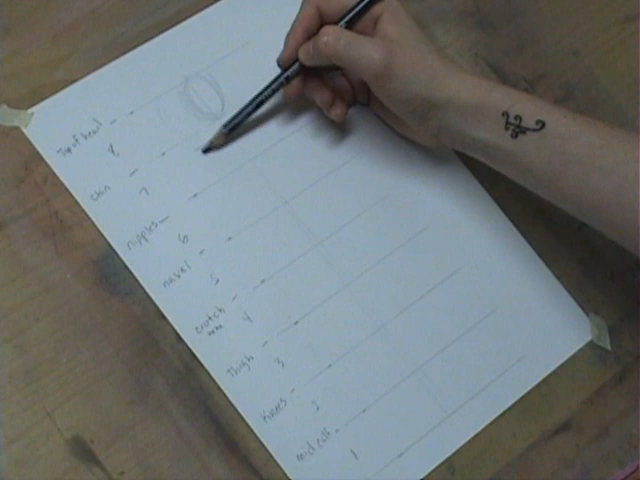 Top of head
8
chin
7
nipples
6
navel
5
crotch
4
Thigh
3
Knees
2
mid calf
1